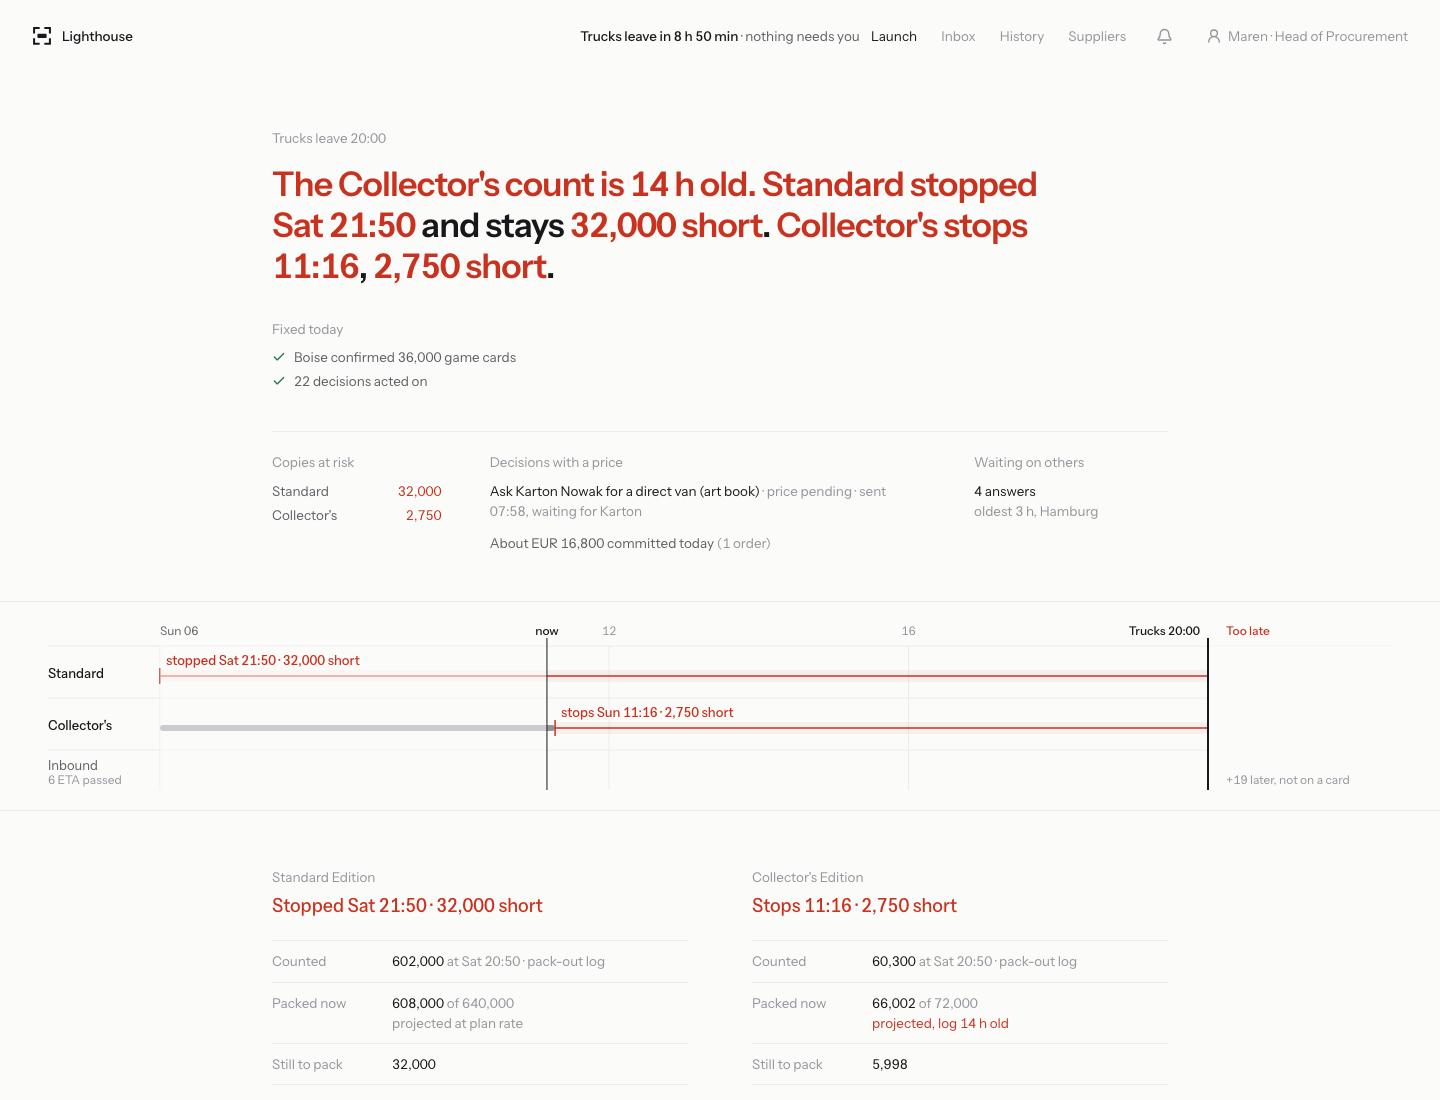 Lighthouse
Trucks leave in 8 h 50 min · nothing needs you
Launch
Inbox
History
Suppliers
Maren · Head of Procurement
Trucks leave 20:00
The Collector's count is 14 h old. Standard stopped
Sat 21:50 and stays 32,000 short. Collector's stops
11:16, 2,750 short.
Fixed today
Boise confirmed 36,000 game cards
22 decisions acted on
Copies at risk
Standard 32,000
Collector's 2,750
Decisions with a price
Ask Karton Nowak for a direct van (art book) · price pending · sent
07:58, waiting for Karton
About EUR 16,800 committed today (1 order)
Waiting on others
4 answers
oldest 3 h, Hamburg
Sun 06
now
12
16
Trucks 20:00
Too late
Standard
stopped Sat 21:50 · 32,000 short
Collector's
stops Sun 11:16 · 2,750 short
Inbound
6 ETA passed
+19 later, not on a card
Standard Edition
Stopped Sat 21:50 · 32,000 short
Counted 602,000 at Sat 20:50 · pack-out log
Packed now 608,000 of 640,000
projected at plan rate
Still to pack 32,000
Collector's Edition
Stops 11:16 · 2,750 short
Counted 60,300 at Sat 20:50 · pack-out log
Packed now 66,002 of 72,000
projected, log 14 h old
Still to pack 5,998